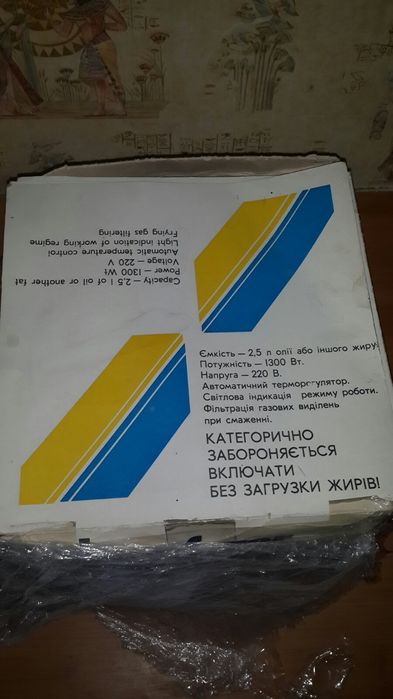 Capacity — 2,5 l of oil or another fat
Power — 1300 Wt
Voltage — 220 V
Automatic temperature control
Light indication of working regime
Frying gas filtering
Ємкість — 2,5 л олії або іншого жиру
Потужність — 1300 Вт.
Напруга — 220 В.
Автоматичний терморегулятор.
Світлова індикація режиму роботи.
Фільтрація газових виділень
при смаженні.
КАТЕГОРИЧНО
ЗАБОРОНЯЄТЬСЯ
ВКЛЮЧАТИ
БЕЗ ЗАГРУЗКИ ЖИРІВ!